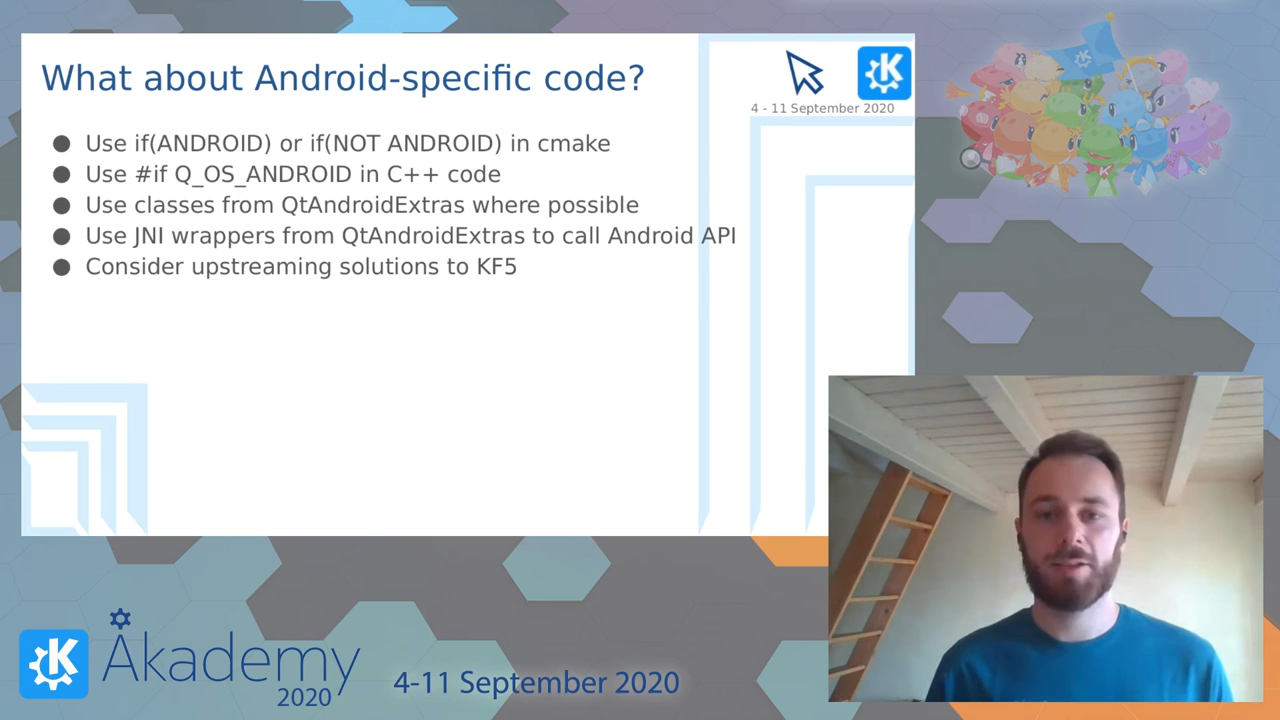 What about Android-specific code?
4 - 11 September 2020
● Use if(ANDROID) or if(NOT ANDROID) in cmake
● Use #if Q_OS_ANDROID in C++ code
● Use classes from QtAndroidExtras where possible
● Use JNI wrappers from QtAndroidExtras to call Android API
● Consider upstreaming solutions to KF5
Akademy
2020
4-11 September 2020